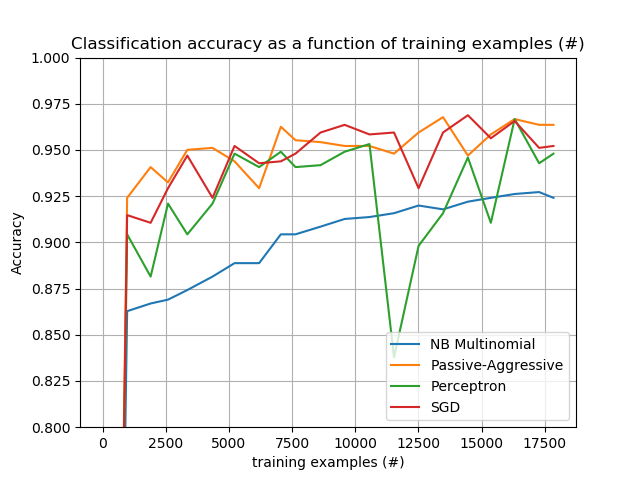 Classification accuracy as a function of training examples (#)
1.000
0.975
0.950
0.925
0.900
0.875
0.850
0.825
0.800
Accuracy
NB Multinomial
Passive-Aggressive
Perceptron
SGD
0 2500 5000 7500 10000 12500 15000 17500
training examples (#)